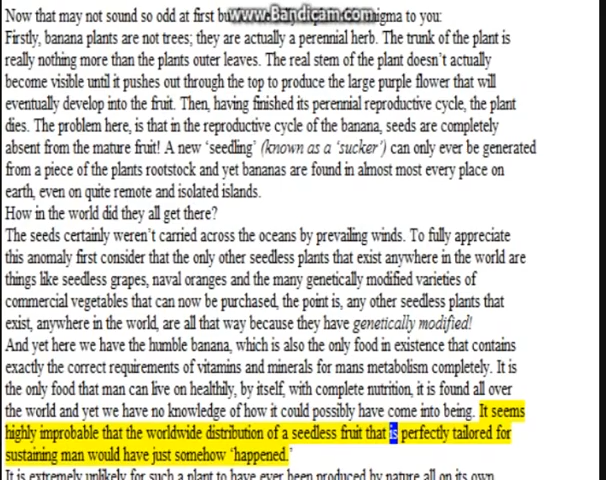 Now that may not sound so odd at first bu www.Bandicam.com nigma to you:
Firstly, banana plants are not trees; they are actually a perennial herb. The trunk of the plant is
really nothing more than the plants outer leaves. The real stem of the plant doesn't actually
become visible until it pushes out through the top to produce the large purple flower that will
eventually develop into the fruit. Then, having finished its perennial reproductive cycle, the plant
dies. The problem here, is that in the reproductive cycle of the banana, seeds are completely
absent from the mature fruit! A new 'seedling' (known as a 'sucker') can only ever be generated
from a piece of the plants rootstock and yet bananas are found in almost most every place on
earth, even on quite remote and isolated islands.
How in the world did they all get there?
The seeds certainly weren't carried across the oceans by prevailing winds. To fully appreciate
this anomaly first consider that the only other seedless plants that exist anywhere in the world are
things like seedless grapes, naval oranges and the many genetically modified varieties of
commercial vegetables that can now be purchased, the point is, any other seedless plants that
exist, anywhere in the world, are all that way because they have genetically modified!
And yet here we have the humble banana, which is also the only food in existence that contains
exactly the correct requirements of vitamins and minerals for mans metabolism completely. It is
the only food that man can live on healthily, by itself, with complete nutrition, it is found all over
the world and yet we have no knowledge of how it could possibly have come into being. It seems
highly improbable that the worldwide distribution of a seedless fruit that is perfectly tailored for
sustaining man would have just somehow 'happened.'
It is extremely unlikely for such a plant to have ever been produced by nature all on its own.